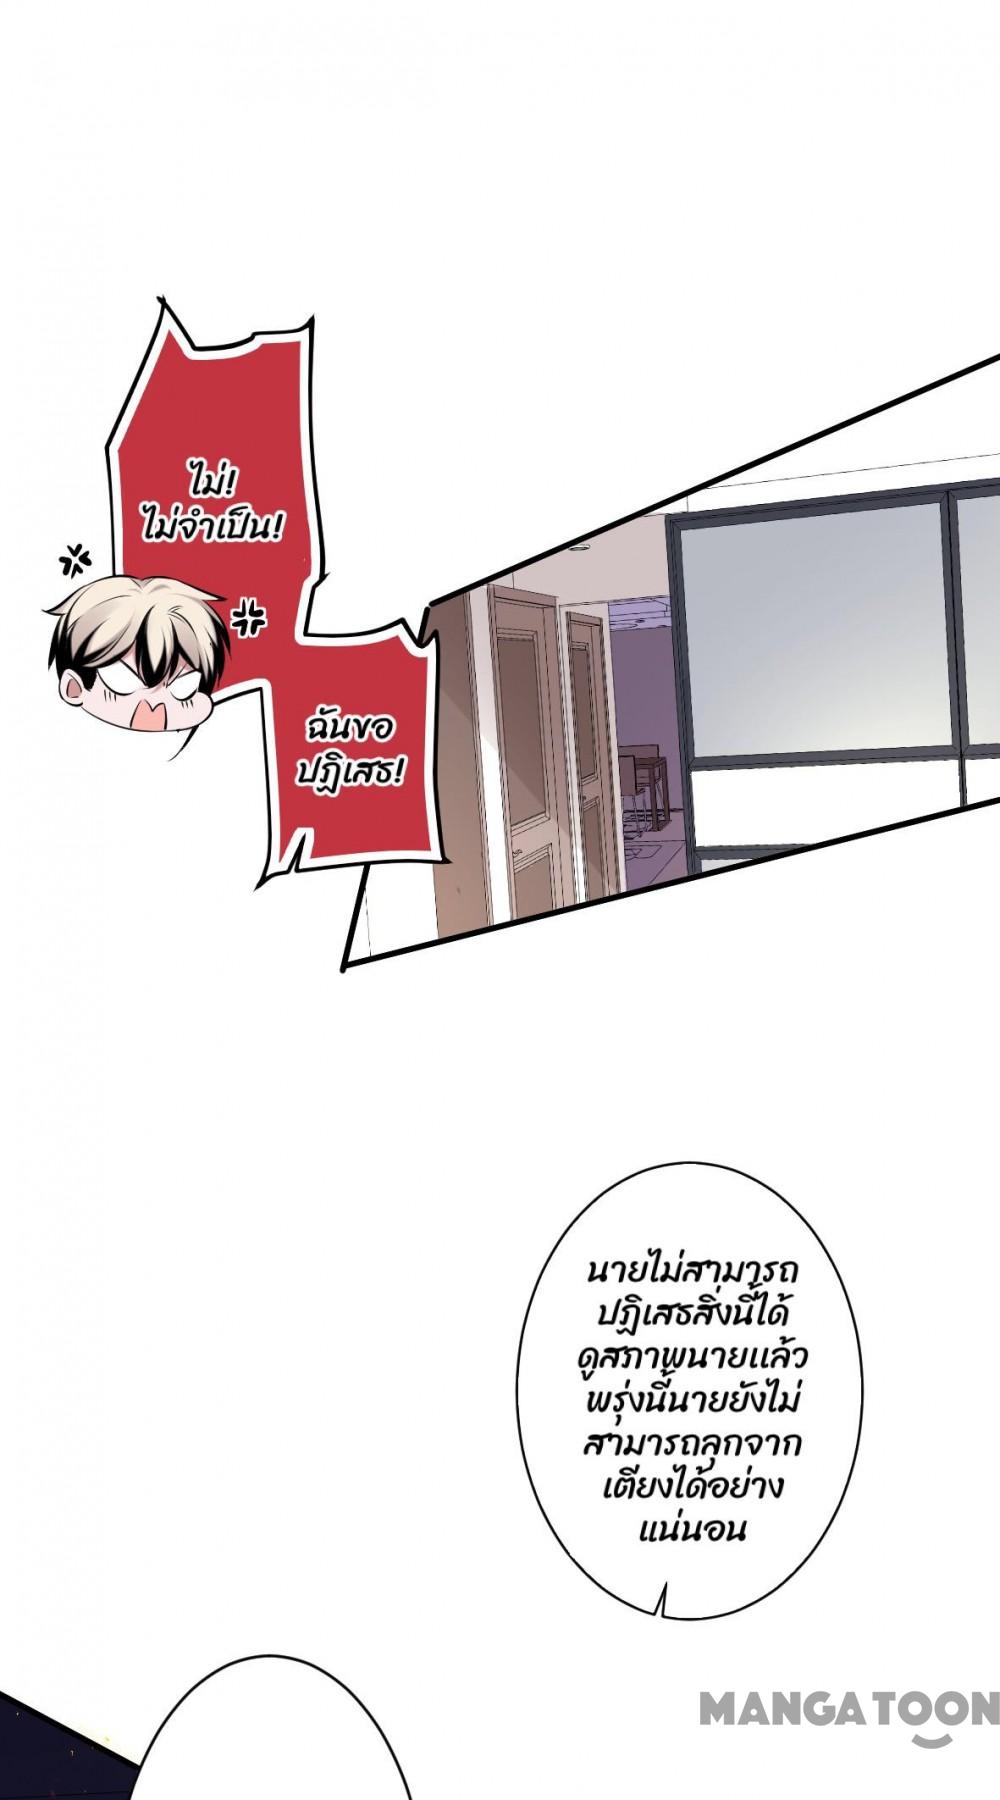 ไม่!
ไม่จำเป็น!
ฉันขอ
ปฏิเสธ!
นายไม่สามารถ
ปฏิเสธสิ่งนี้ได้
ดูสภาพนายแล้ว
พรุ่งนี้นายยังไม่
สามารถลุกจาก
เตียงได้อย่าง
แน่นอน
MANGATOON